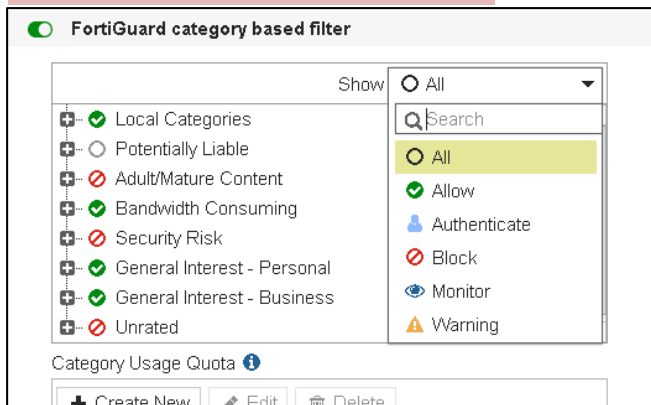 FortiGuard category based filter
Show All
Search
Local Categories
Potentially Liable
Adult/Mature Content
Bandwidth Consuming
Security Risk
General Interest - Personal
General Interest - Business
Unrated
All
Allow
Authenticate
Block
Monitor
Warning
Category Usage Quota
Create New Edit Delete